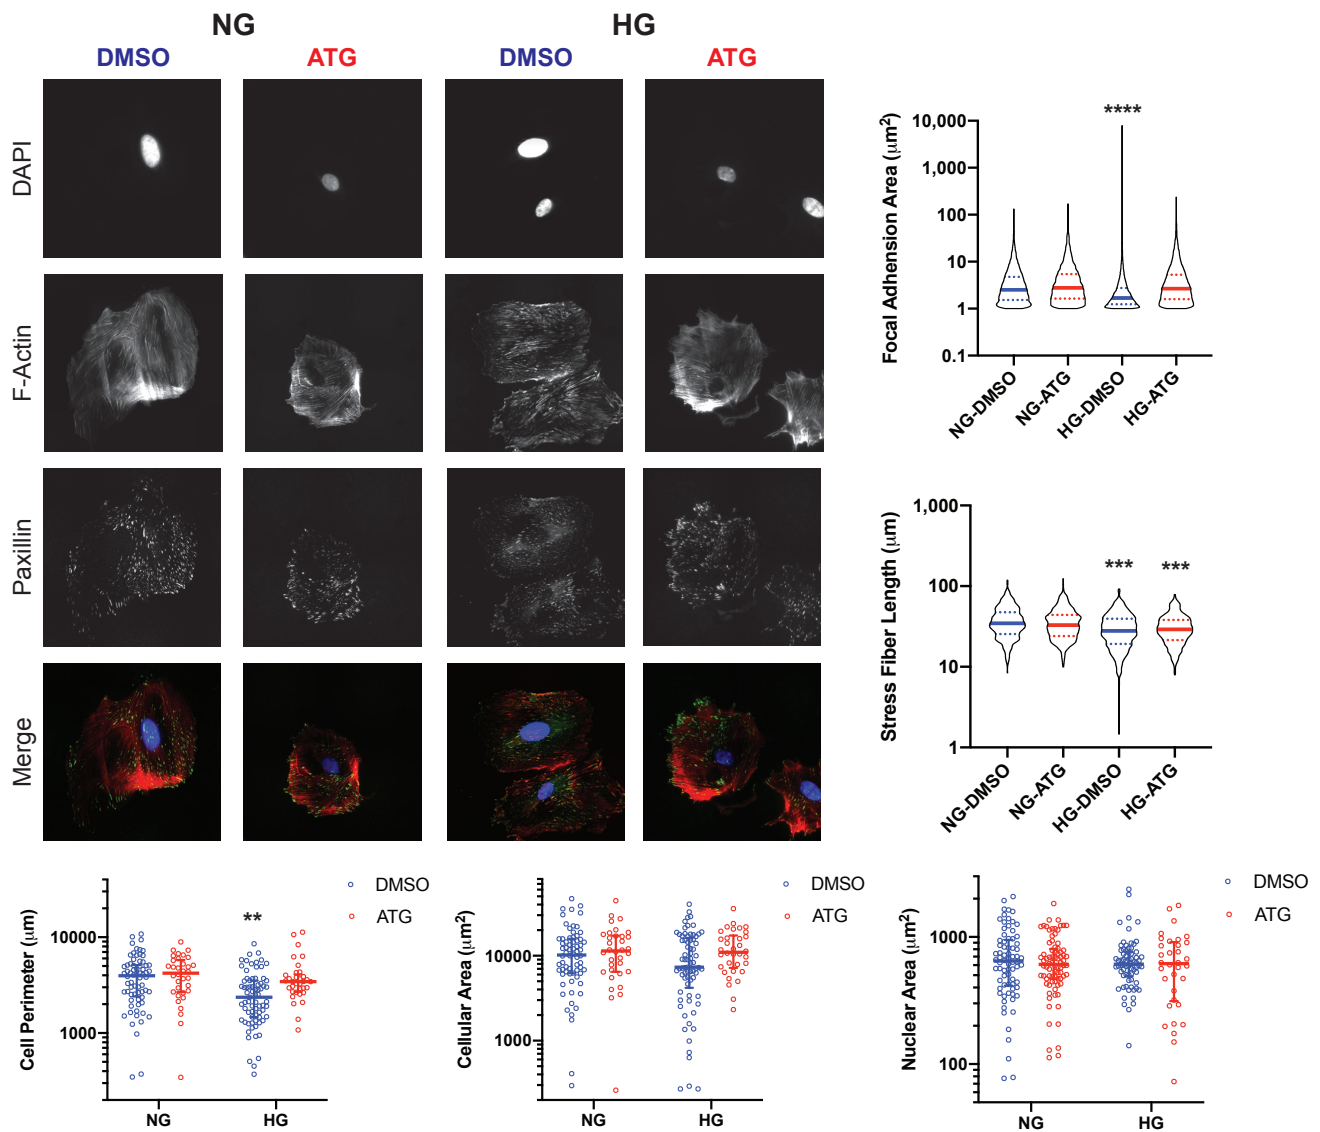 NG HG
DMSO ATG DMSO ATG
DAPI
F-Actin
Paxillin
Merge
Focal Adhension Area (μm²)
****
10,000
1,000
100
10
1
0.1
NG-DMSO
NG-ATG
HG-DMSO
HG-ATG
Stress Fiber Length (μm)
*** ***
1,000
100
10
1
NG-DMSO
NG-ATG
HG-DMSO
HG-ATG
Cell Perimeter (μm)
DMSO
ATG
**
10000
1000
NG HG
Cellular Area (μm²)
DMSO
ATG
10000
1000
NG HG
Nuclear Area (μm²)
DMSO
ATG
1000
100
NG HG